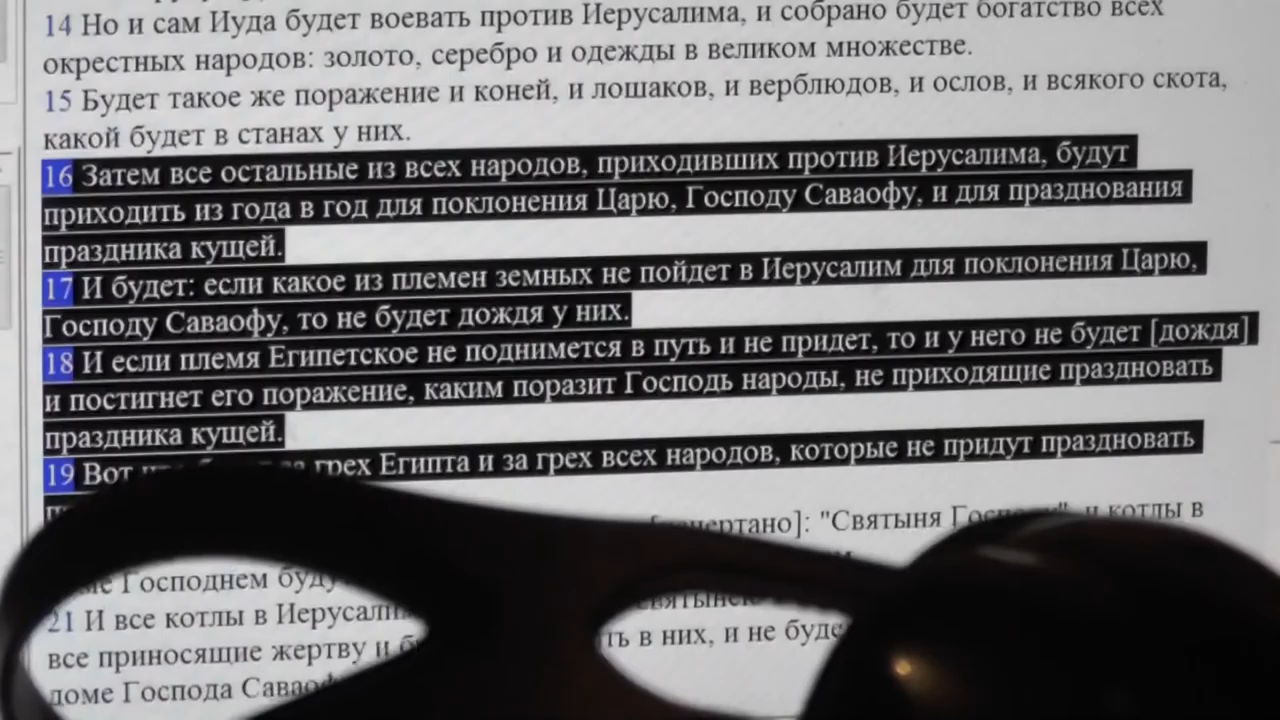 14 Но и сам Иуда будет воевать против Иерусалима, и собрано будет богатство всех
окрестных народов: золото, серебро и одежды в великом множестве.
15 Будет такое же поражение и коней, и лошаков, и верблюдов, и ослов, и всякого скота,
какой будет в станах у них.
16 Затем все остальные из всех народов, приходивших против Иерусалима, будут
приходить из года в год для поклонения Царю, Господу Саваофу, и для празднования
праздника кущей.
17 И будет: если какое из племен земных не пойдет в Иерусалим для поклонения Царю,
Господу Саваофу, то не будет дождя у них.
18 И если племя Египетское не поднимется в путь и не придет, то и у него не будет [дождя]
и постигнет его поражение, каким поразит Господь народы, не приходящие праздновать
праздника кущей.
19 Вот грех Египта и за грех всех народов, которые не придут праздновать
"Святыня и котлы в
Господнем
21 И все котлы в
в них, и не
все приносящие жертву и
доме Господа